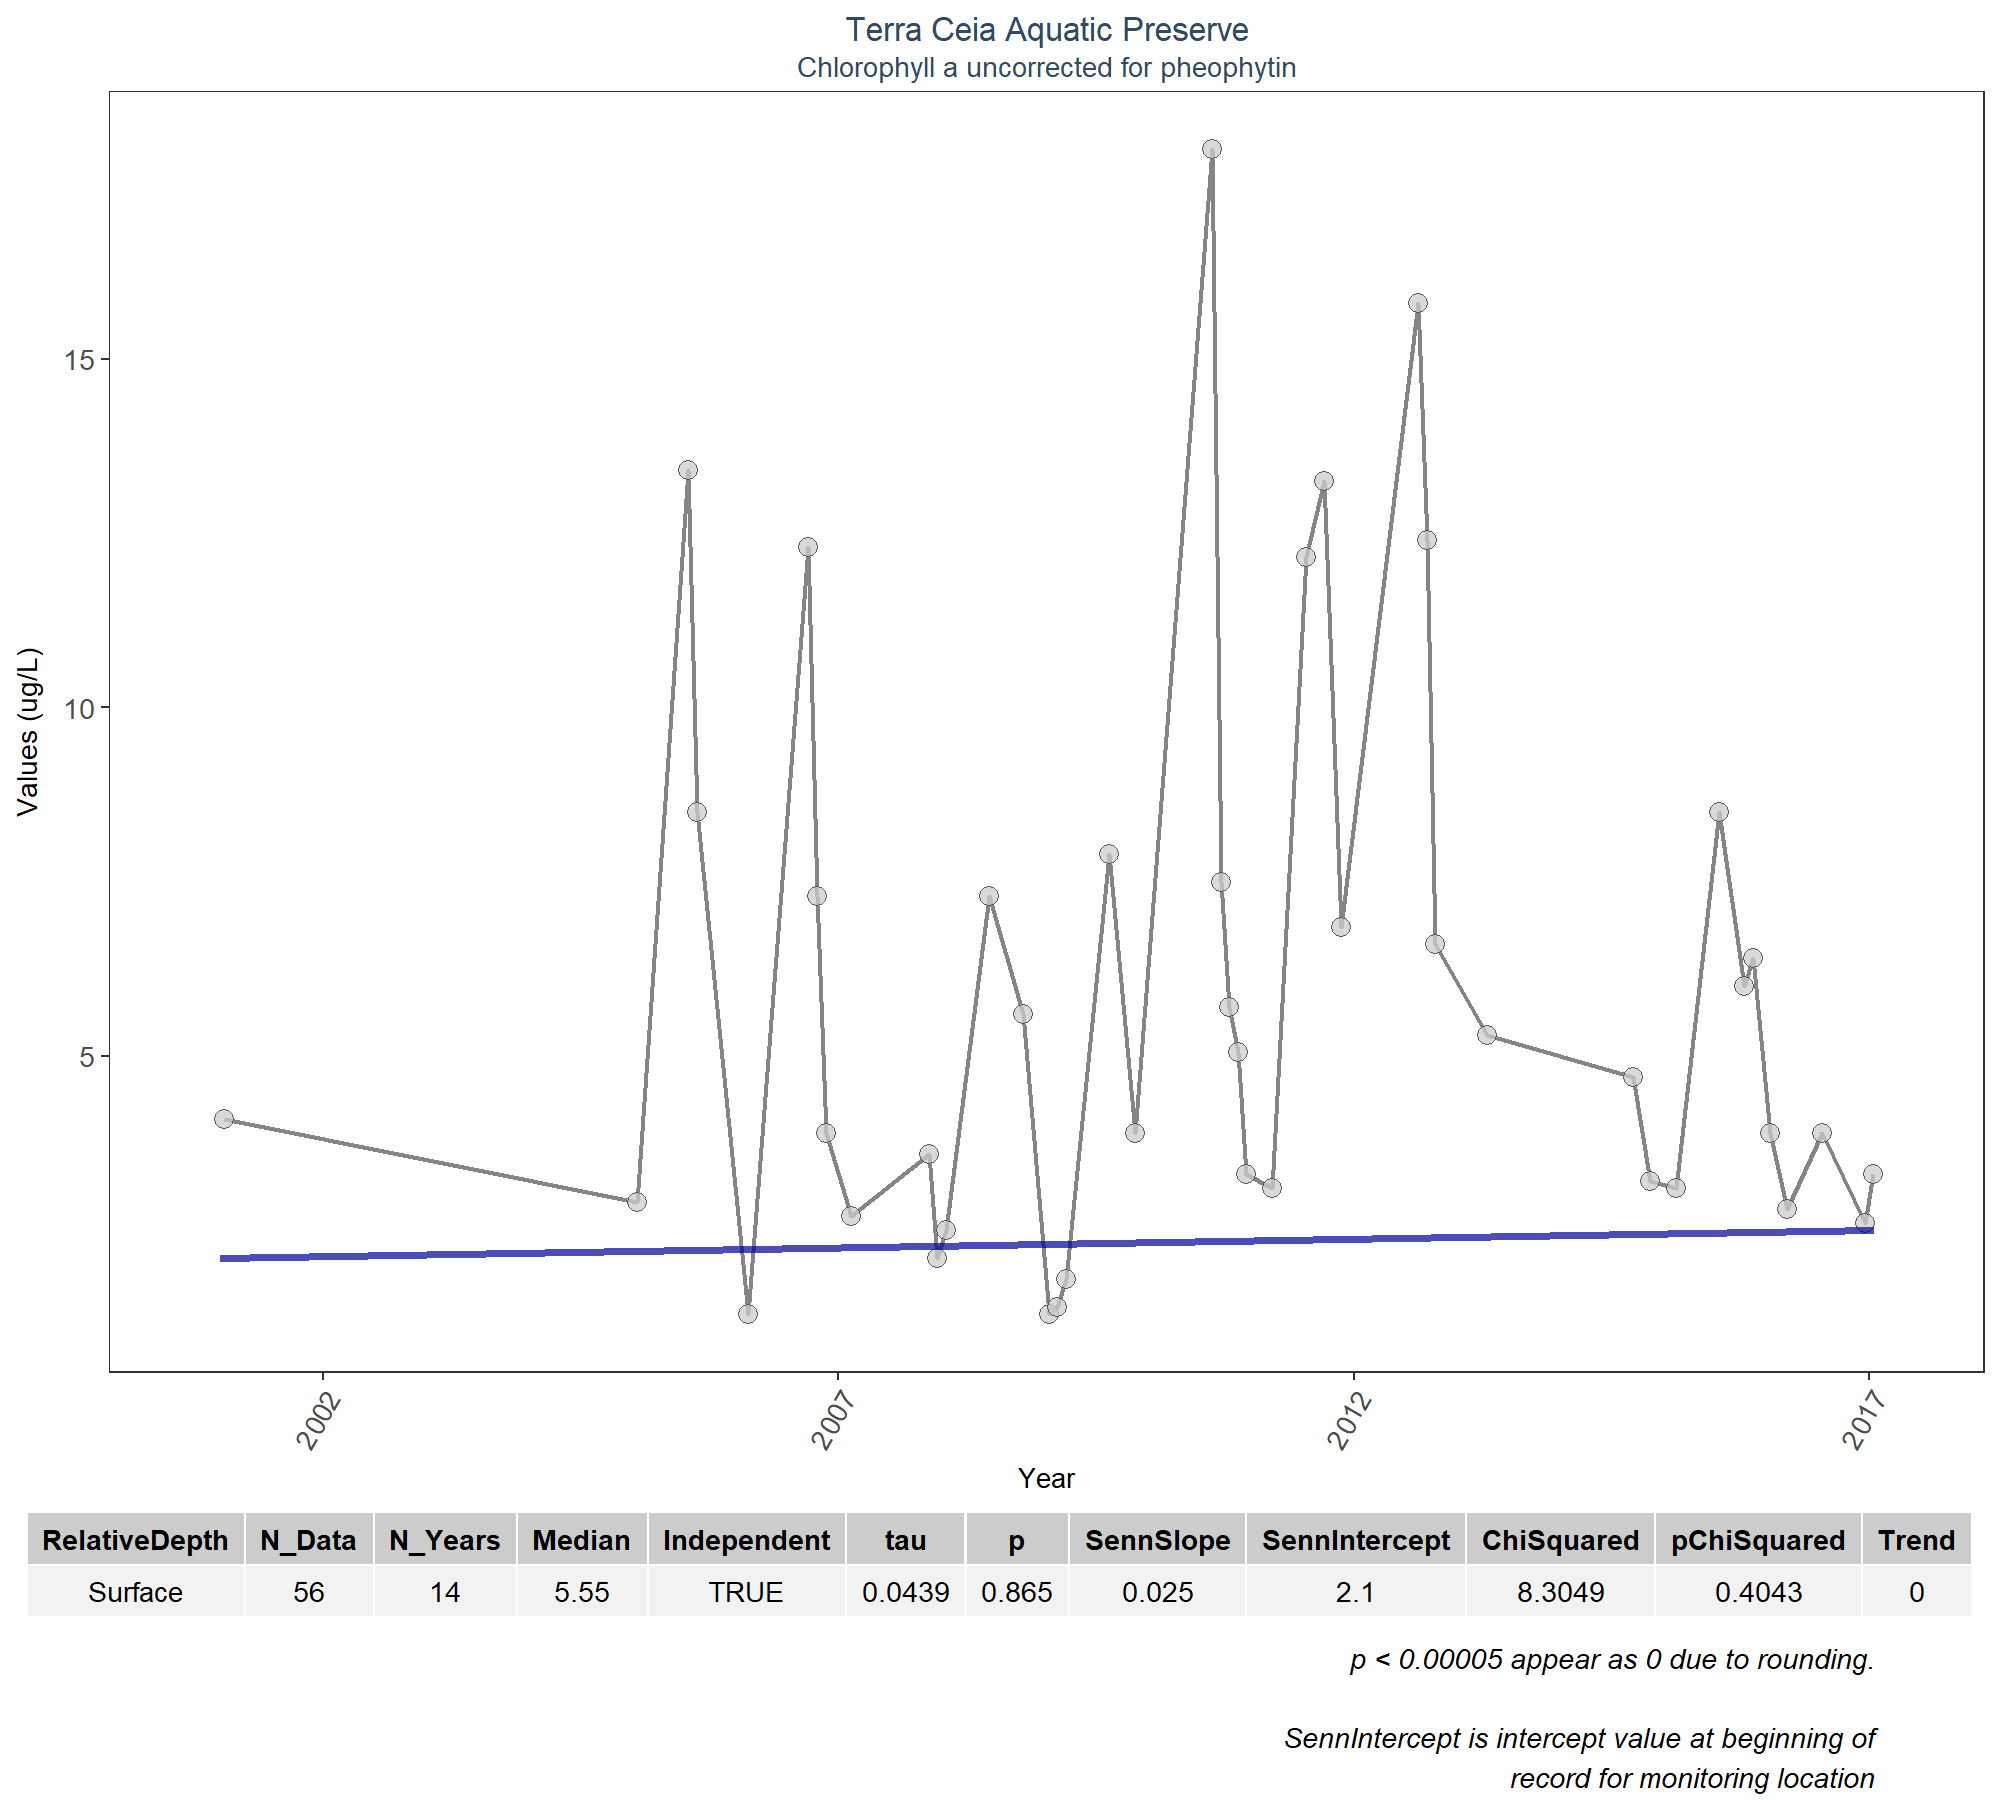 Terra Ceia Aquatic Preserve
Chlorophyll a uncorrected for pheophytin
Values (ug/L)
15
10
5
2002
2007
2012
2017
Year
RelativeDepth N_Data N_Years Median Independent tau p SennSlope SennIntercept ChiSquared pChiSquared Trend
Surface 56 14 5.55 TRUE 0.0439 0.865 0.025 2.1 8.3049 0.4043 0
p < 0.00005 appear as 0 due to rounding.
SennIntercept is intercept value at beginning of
record for monitoring location